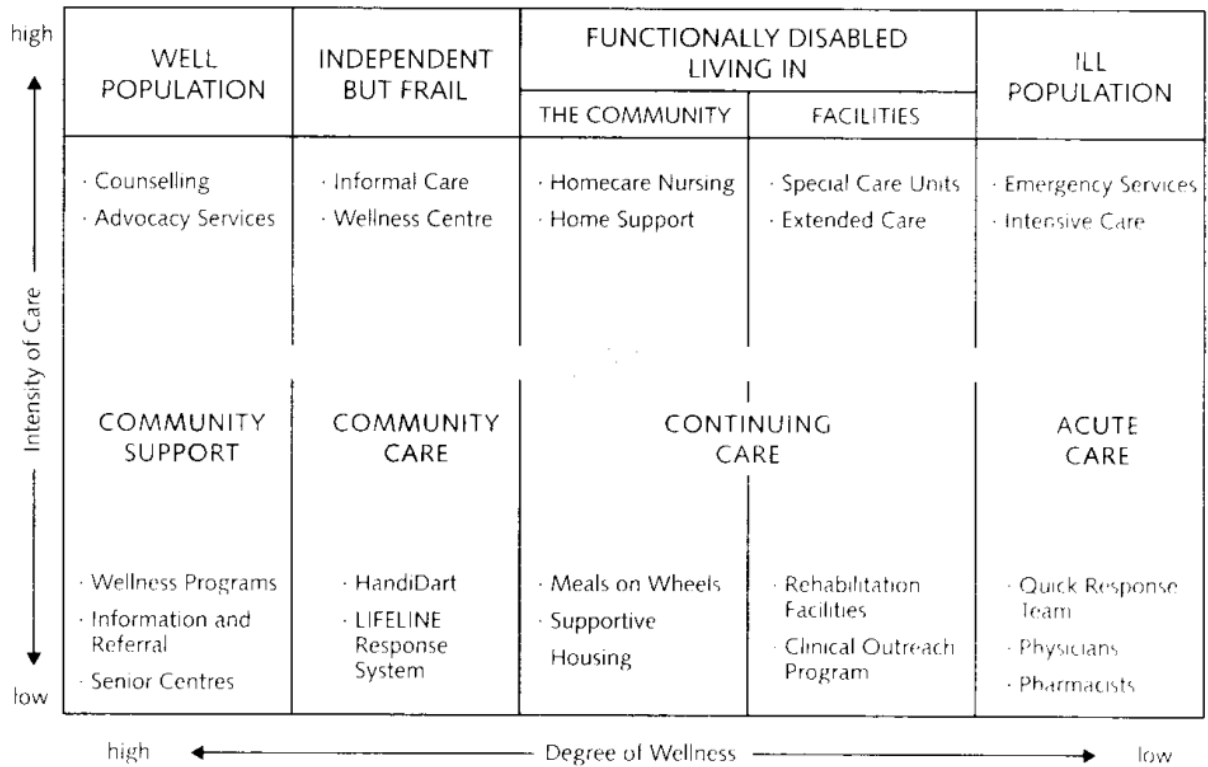 high
WELL
POPULATION
INDEPENDENT
BUT FRAIL
FUNCTIONALLY DISABLED
LIVING IN
THE COMMUNITY
FACILITIES
ILL
POPULATION
· Counselling
· Advocacy Services
· Informal Care
· Wellness Centre
· Homecare Nursing
· Home Support
· Special Care Units
· Extended Care
· Emergency Services
· Intensive Care
Intensity of Care
COMMUNITY
SUPPORT
COMMUNITY
CARE
CONTINUING
CARE
ACUTE
CARE
· Wellness Programs
· Information and
Referral
· Senior Centres
· HandiDart
· LIFELINE
Response
System
· Meals on Wheels
· Supportive
Housing
· Rehabilitation
Facilities
· Clinical Outreach
Program
· Quick Response
Team
· Physicians
· Pharmacists
low
high
Degree of Wellness
low